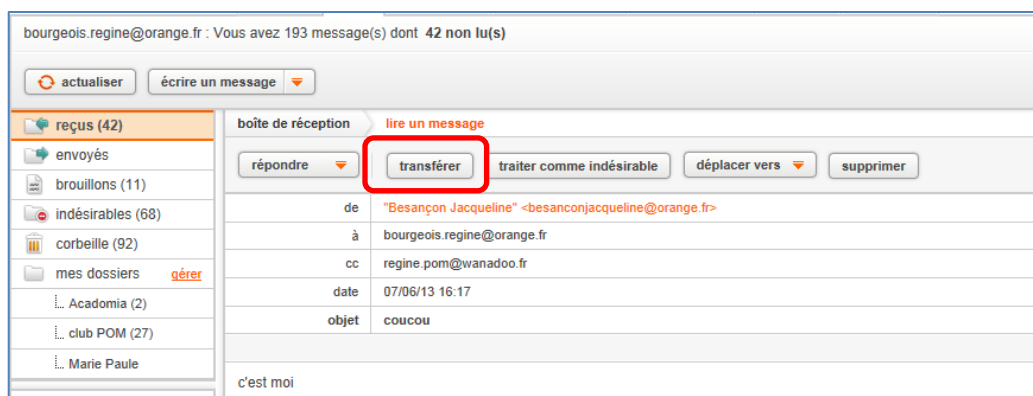 bourgeois.regine@orange.fr : Vous avez 193 message(s) dont 42 non lu(s)
actualiser écrire un message
reçus (42)
envoyés
brouillons (11)
indésirables (68)
corbeille (92)
mes dossiers gérer
Acadomia (2)
club POM (27)
Marie Paule
boîte de réception lire un message
répondre transférer traiter comme indésirable déplacer vers supprimer
de "Besançon Jacqueline" <besanconjacqueline@orange.fr>
à bourgeois.regine@orange.fr
cc regine.pom@wanadoo.fr
date 07/06/13 16:17
objet coucou
c'est moi